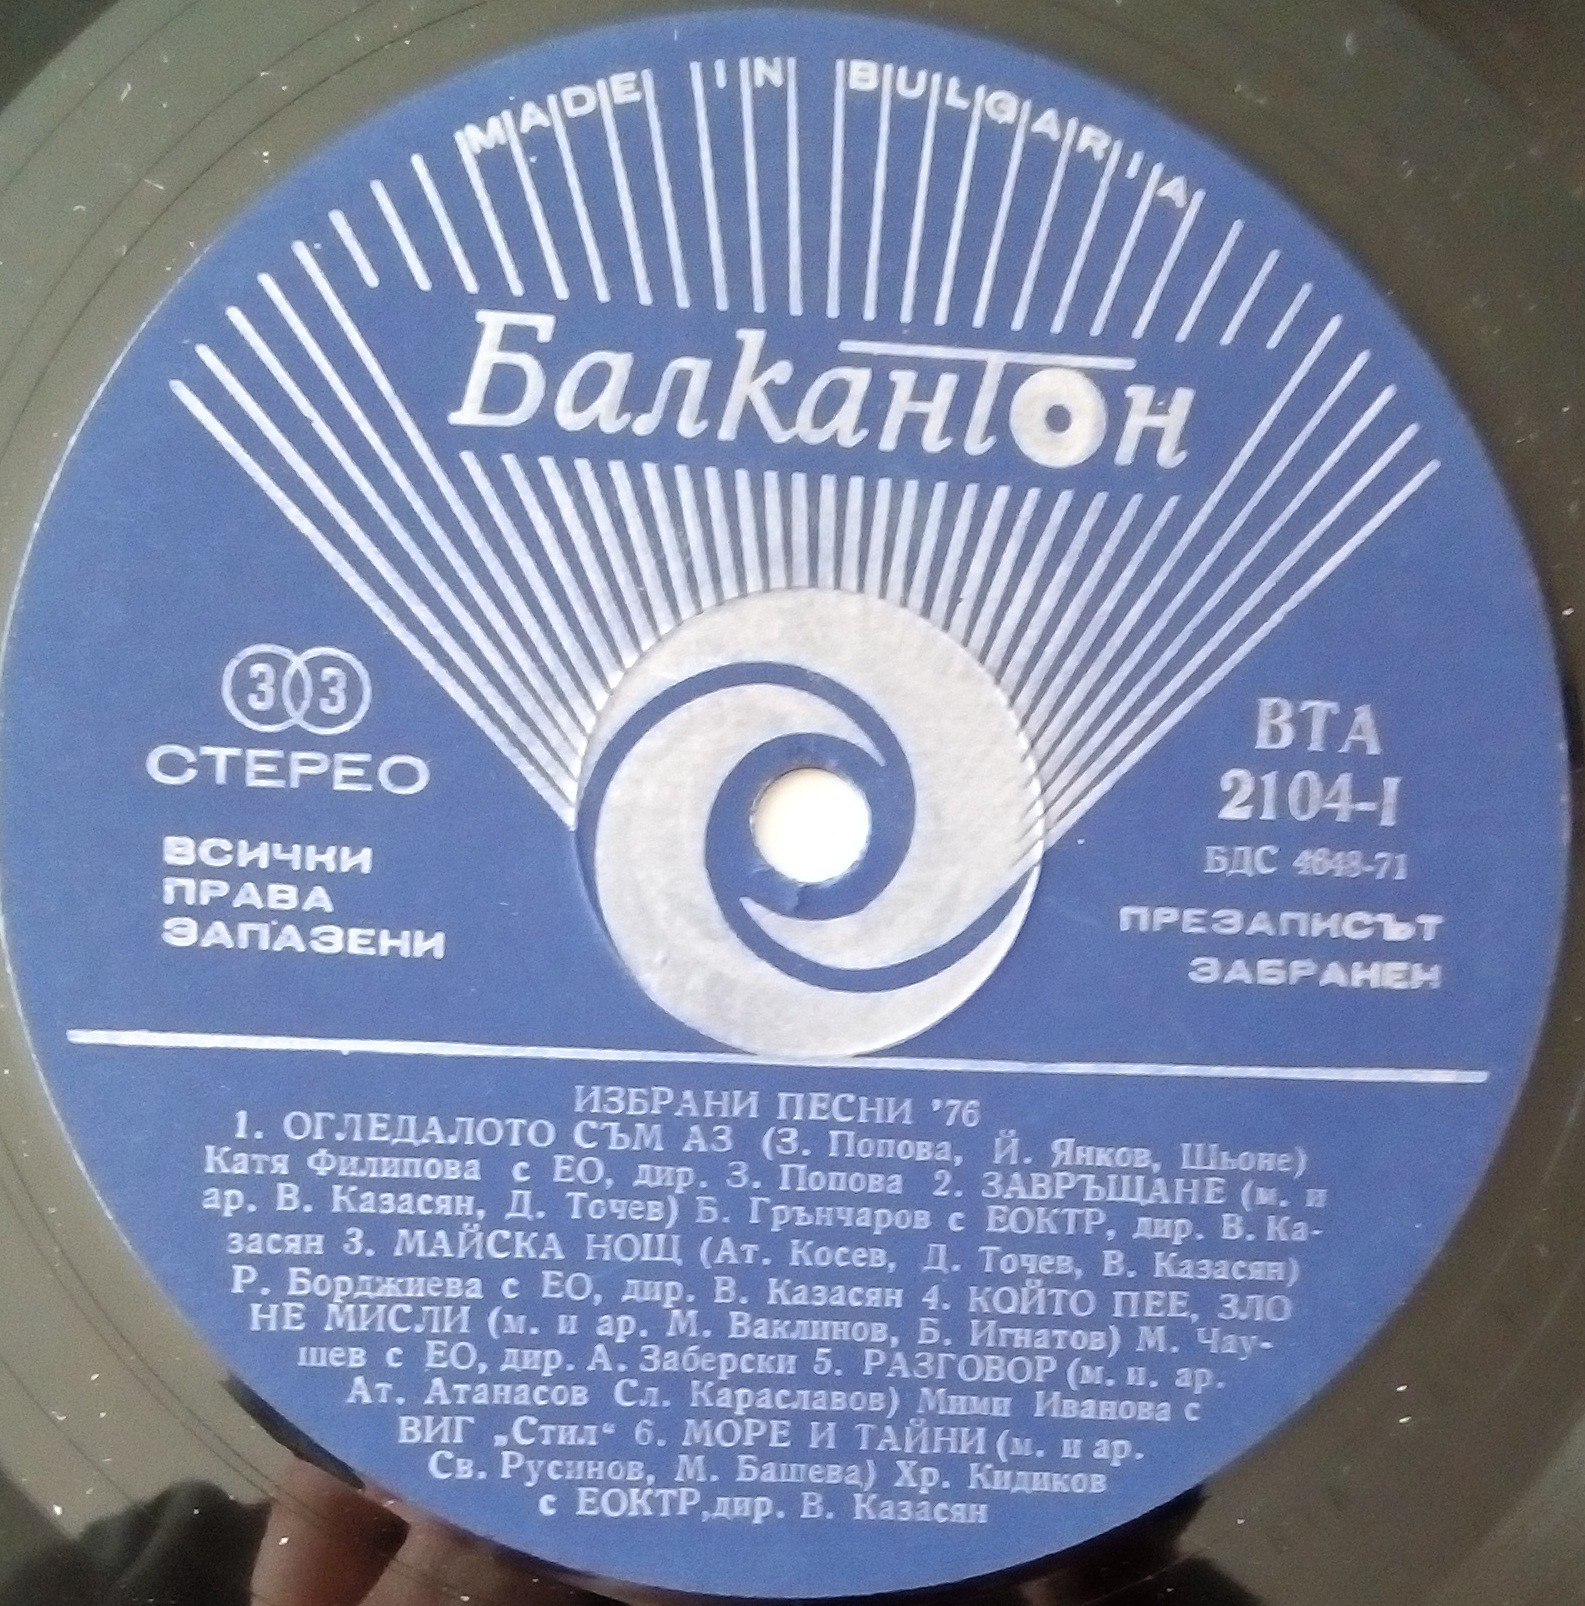 MADE IN BULGARIA
Балкантон
33
СТЕРЕО
ВСИЧКИ
ПРАВА
ЗАПАЗЕНИ
ВТА
2104-I
БДС 4648-71
ПРЕЗАПИСЪТ
ЗАБРАНЕН
ИЗБРАНИ ПЕСНИ '76
1. ОГЛЕДАЛОТО СЪМ АЗ (З. Попова, Й. Янков, Шьоне)
Катя Филипова с ЕО, дир. З. Попова 2. ЗАВРЪЩАНЕ (м. и
ар. В. Казасян, Д. Точев) Б. Грънчаров с ЕОКТР, дир. В. Ка-
засян 3. МАЙСКА НОЩ (Ат. Косев, Д. Точев, В. Казасян)
Р. Борджиева с ЕО, дир. В. Казасян 4. КОЙТО ПЕЕ, ЗЛО
НЕ МИСЛИ (м. и ар. М. Ваклинов, Б. Игнатов) М. Чау-
шев с ЕО, дир. А. Заберски 5. РАЗГОВОР (м. и. ар.
Ат. Атанасов Сл. Караславов) Мими Иванова с
ВИГ „Стил“ 6. МОРЕ И ТАЙНИ (м. и ар.
Св. Русинов, М. Башева) Хр. Кидиков
с ЕОКТР,дир. В. Казасян